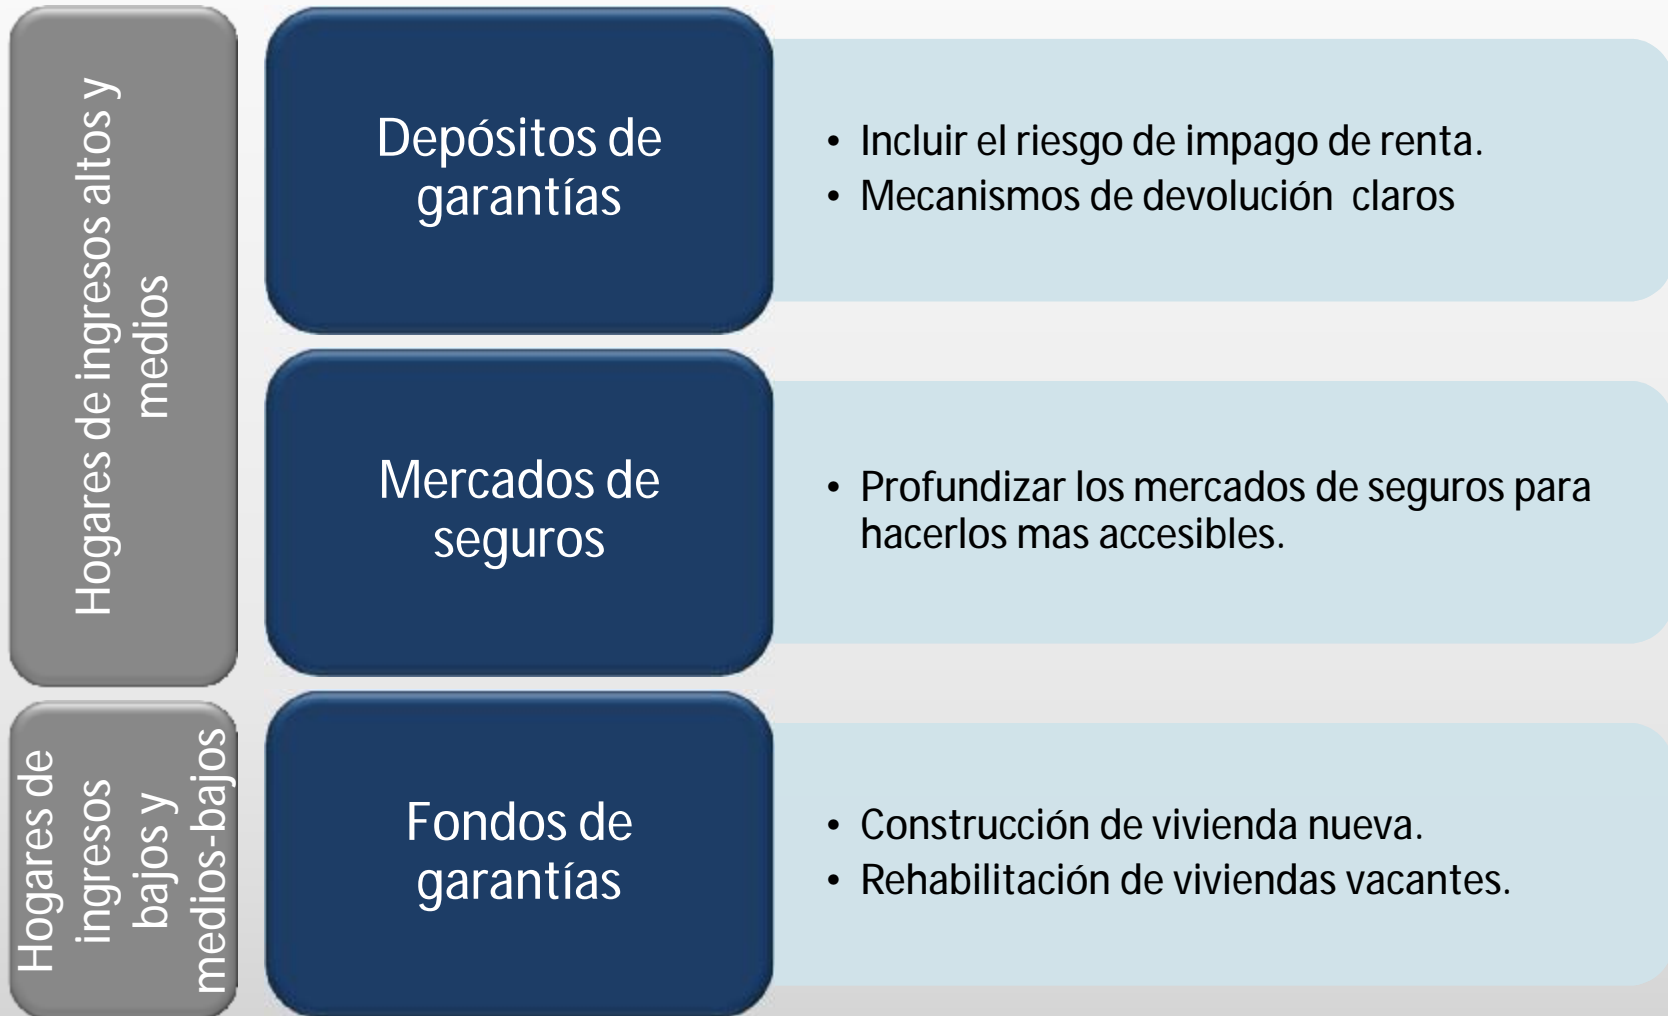 Hogares de ingresos altos y
medios
Depósitos de
garantías
• Incluir el riesgo de impago de renta.
• Mecanismos de devolución claros
Mercados de
seguros
• Profundizar los mercados de seguros para
hacerlos mas accesibles.
Hogares de
ingresos
bajos y
medios-bajos
Fondos de
garantías
• Construcción de vivienda nueva.
• Rehabilitación de viviendas vacantes.